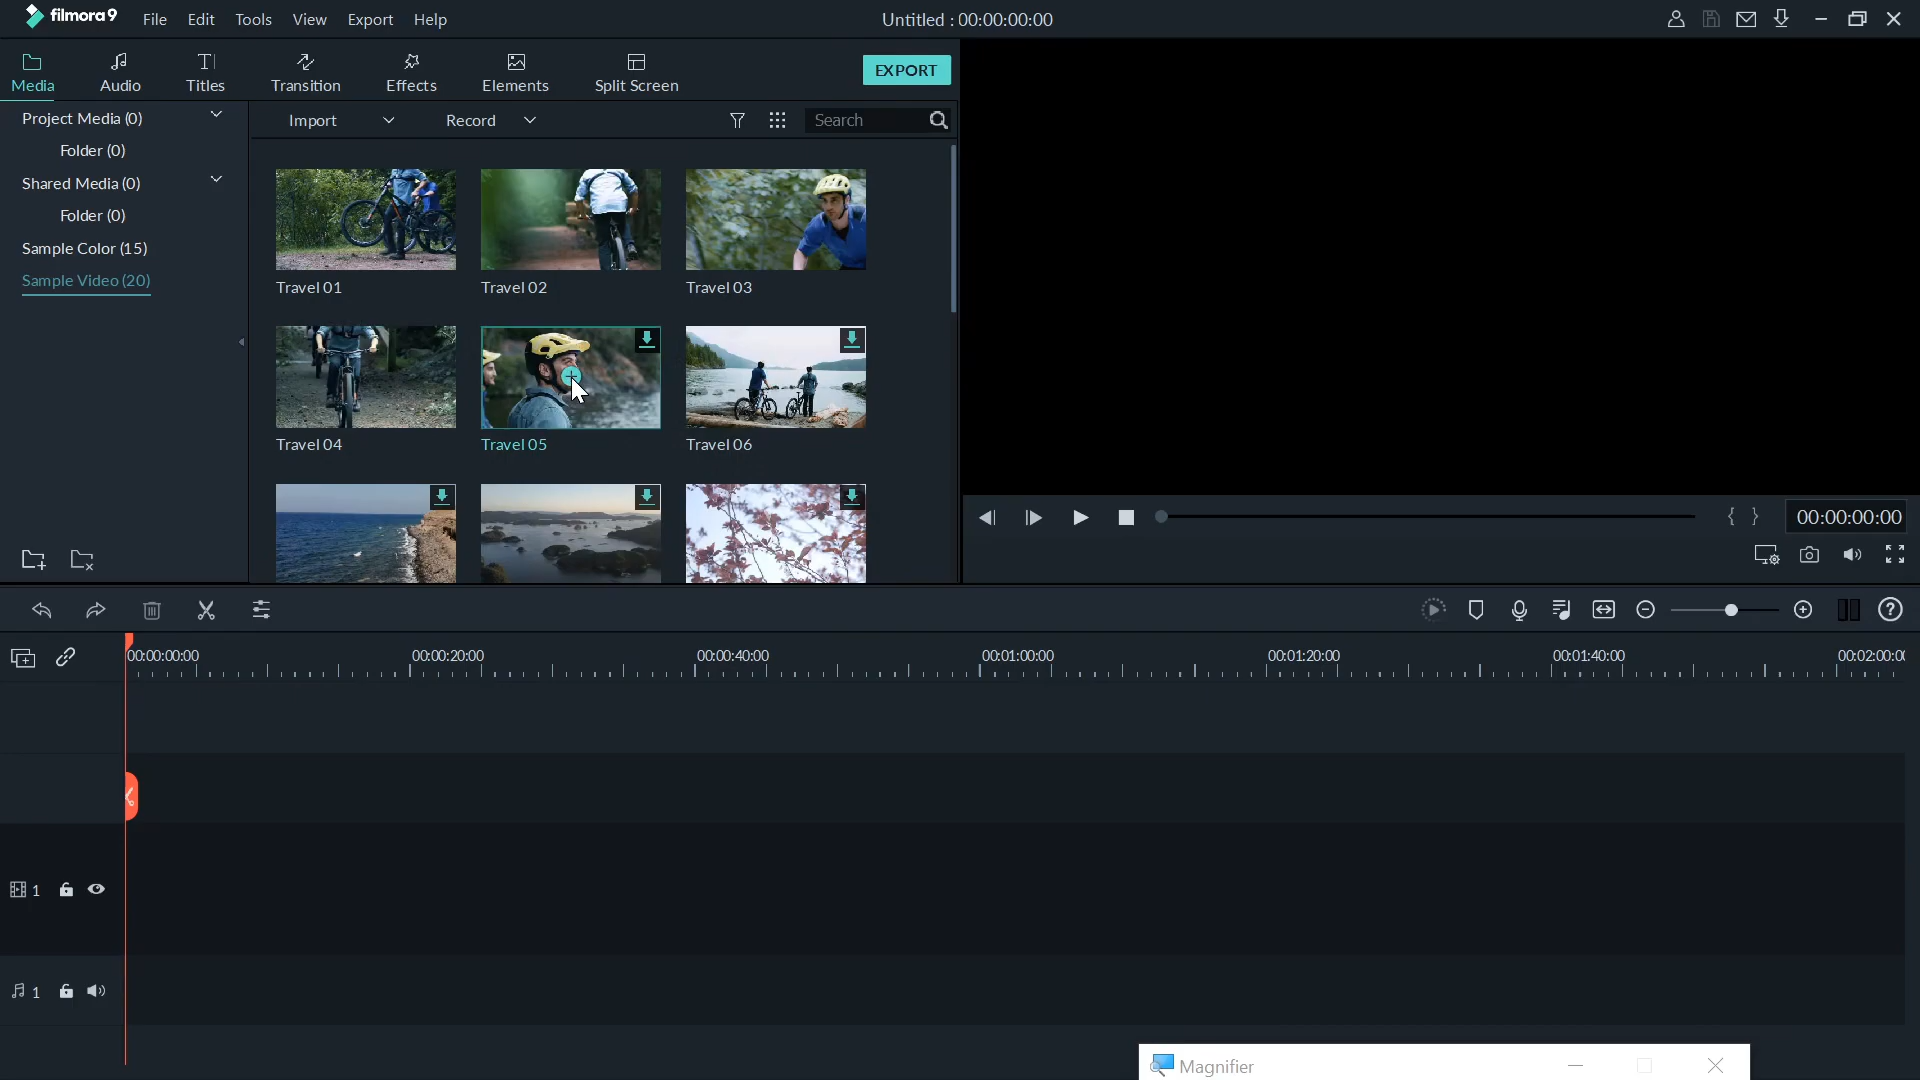 filmora9
File Edit Tools View Export Help
Untitled : 00:00:00:00
Media Audio Titles Transition Effects Elements Split Screen
EXPORT
Project Media (0)
Folder (0)
Shared Media (0)
Folder (0)
Sample Color (15)
Sample Video (20)
Import Record Search
Travel 01 Travel 02 Travel 03
Travel 04 Travel 05 Travel 06
00:00:00:00
00:00:00:00 00:00:20:00 00:00:40:00 00:01:00:00 00:01:20:00 00:01:40:00 00:02:00:0
1
1
Magnifier